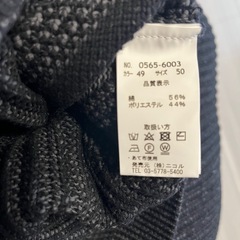 NO. 0565-6003
カラー 49 サイズ 50
品質表示
綿 56%
ポリエステル 44%
取扱い方
・あて布使用
発売元 (株)ニコル
TEL 03-5778-5400